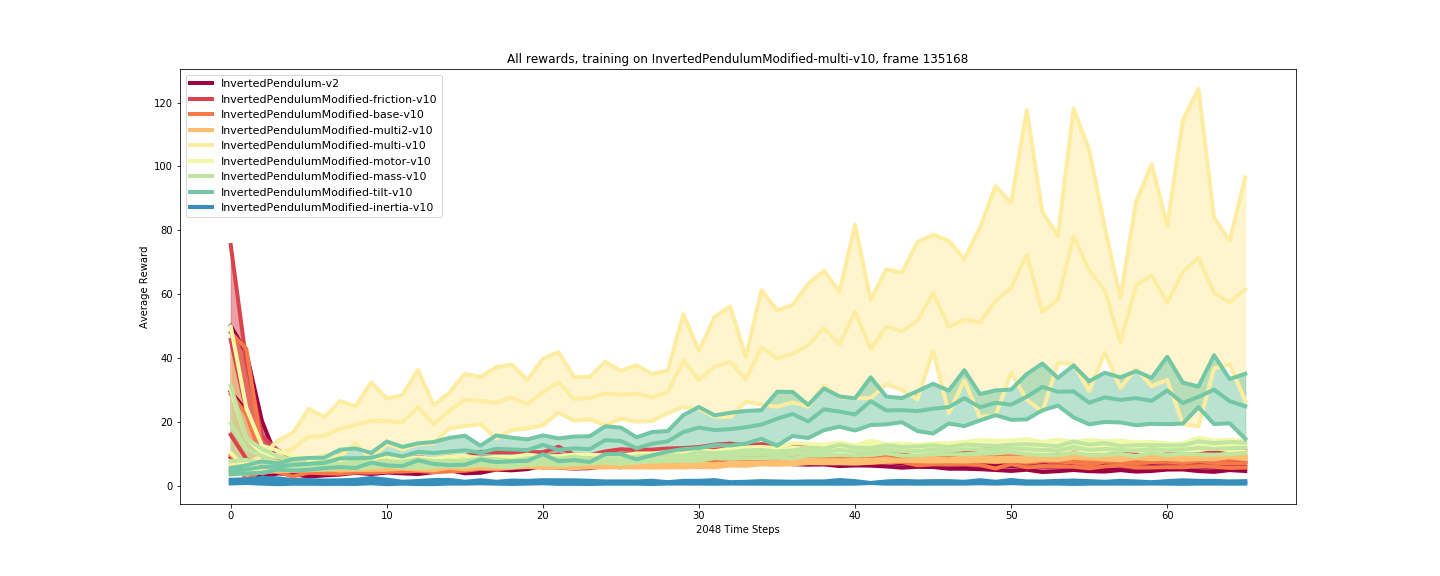 All rewards, training on InvertedPendulumModified-multi-v10, frame 135168
InvertedPendulum-v2
InvertedPendulumModified-friction-v10
InvertedPendulumModified-base-v10
InvertedPendulumModified-multi2-v10
InvertedPendulumModified-multi-v10
InvertedPendulumModified-motor-v10
InvertedPendulumModified-mass-v10
InvertedPendulumModified-tilt-v10
InvertedPendulumModified-inertia-v10
Average Reward
120
100
80
60
40
20
0
0 10 20 30 40 50 60
2048 Time Steps